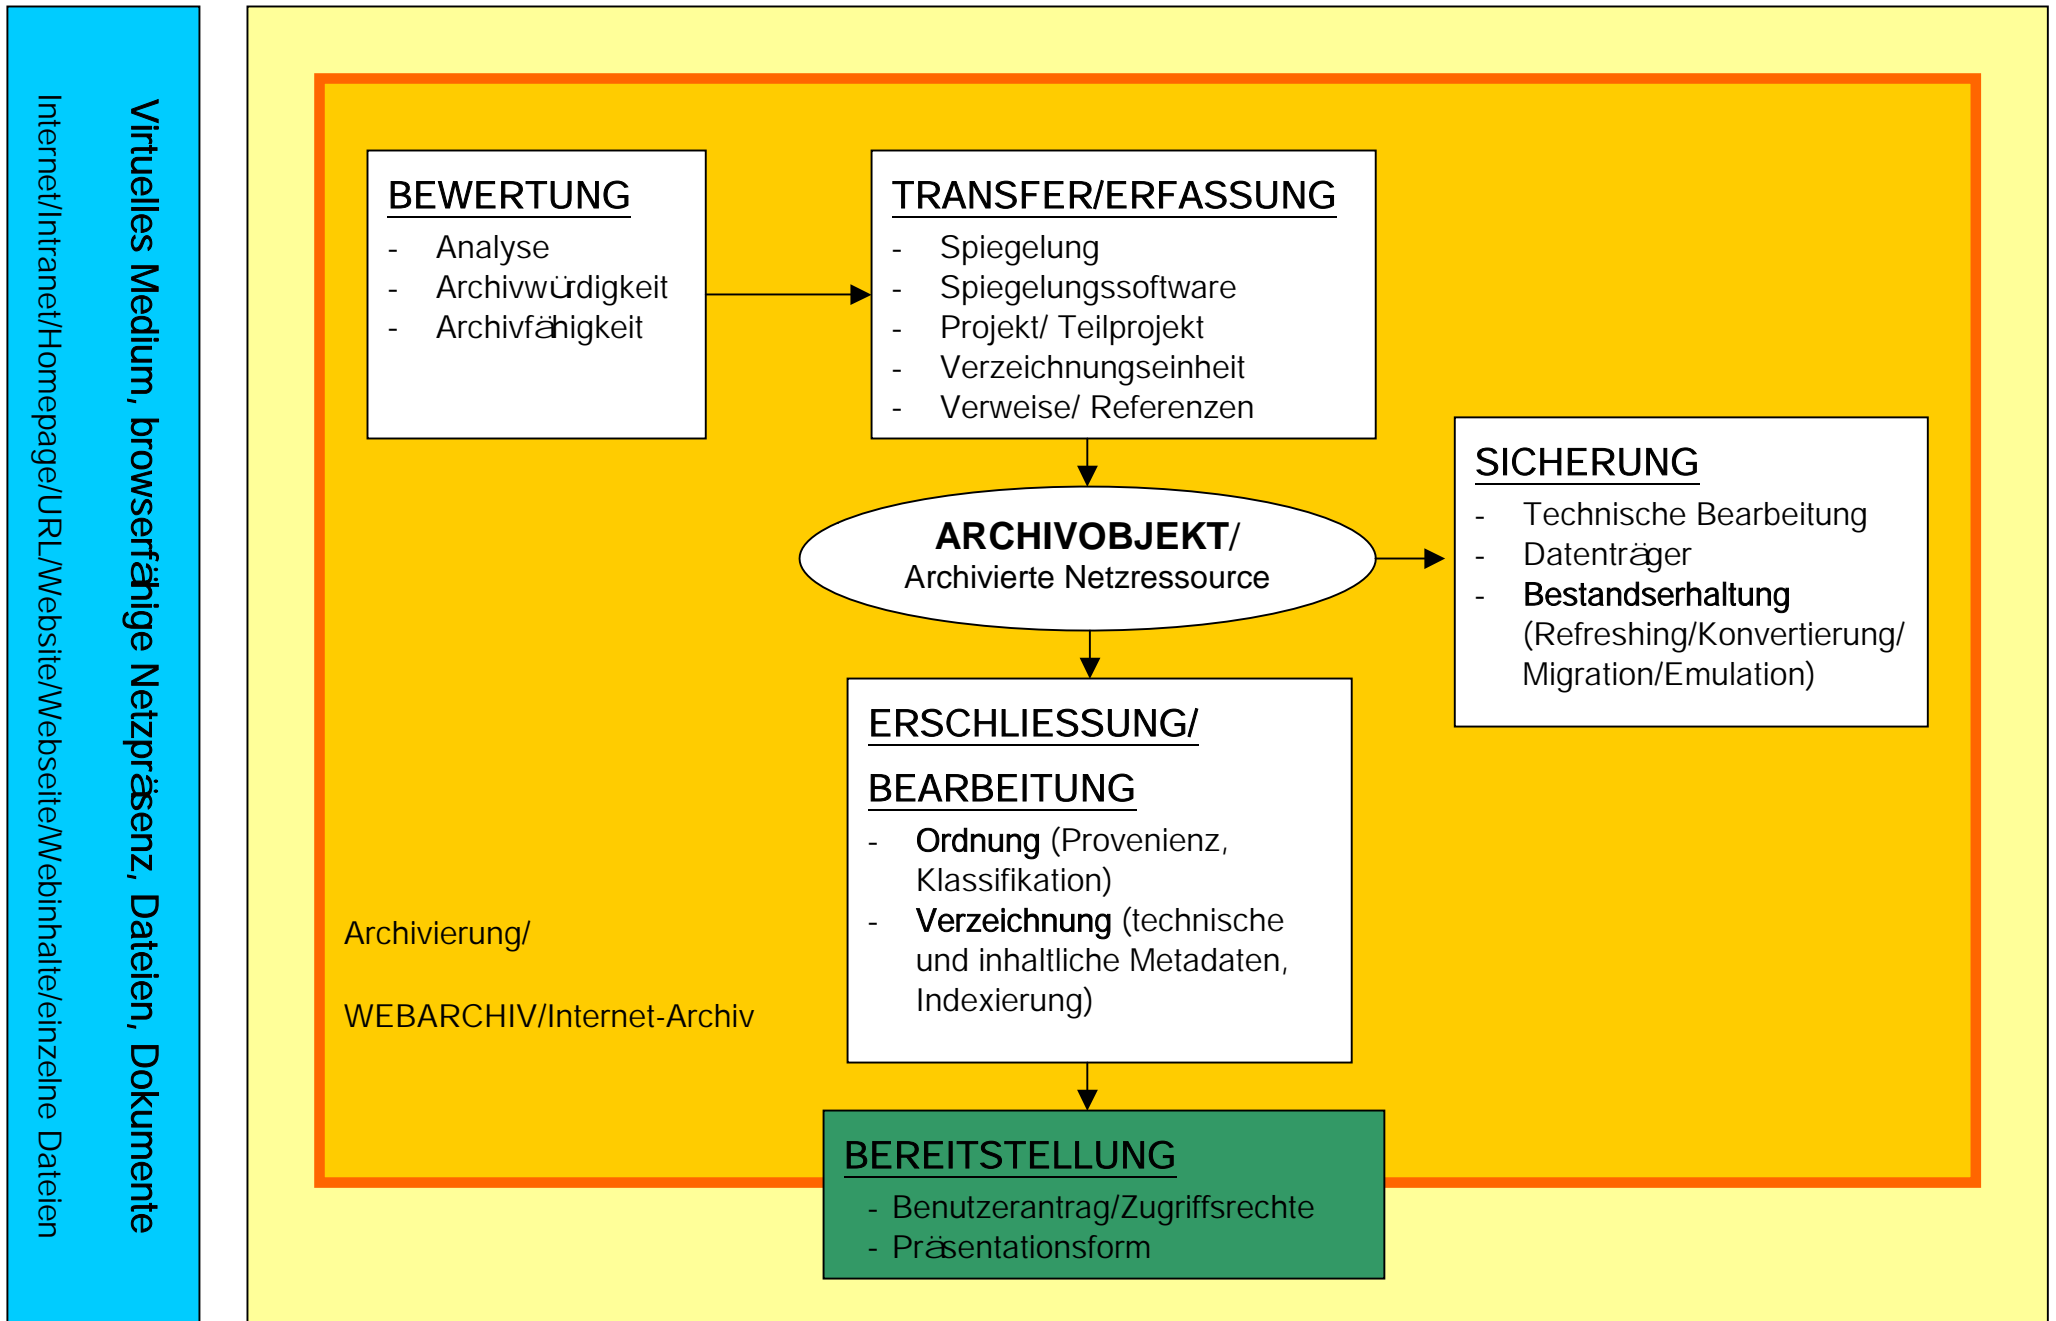 Virtuelles Medium, browserfähige Netzpräsenz, Dateien, Dokumente
Internet/Intranet/Homepage/URL/Website/Webseite/Webinhalte/einzelne Dateien
BEWERTUNG
- Analyse
- Archivwürdigkeit
- Archivfähigkeit
TRANSFER/ERFASSUNG
- Spiegelung
- Spiegelungssoftware
- Projekt/ Teilprojekt
- Verzeichnungseinheit
- Verweise/ Referenzen
ARCHIVOBJEKT/
Archivierte Netzressource
SICHERUNG
- Technische Bearbeitung
- Datenträger
- Bestandserhaltung
(Refreshing/Konvertierung/
Migration/Emulation)
ERSCHLIESSUNG/
BEARBEITUNG
- Ordnung (Provenienz,
Klassifikation)
- Verzeichnung (technische
und inhaltliche Metadaten,
Indexierung)
Archivierung/
WEBARCHIV/Internet-Archiv
BEREITSTELLUNG
- Benutzerantrag/Zugriffsrechte
- Präsentationsform